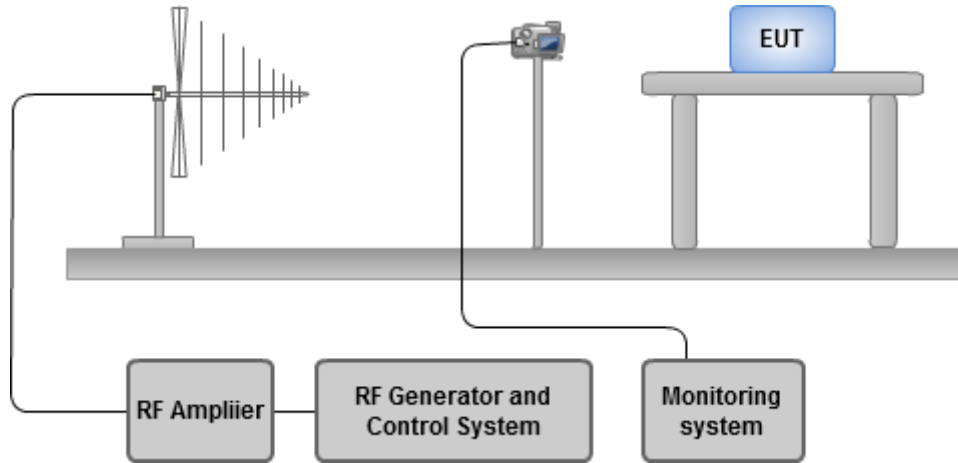 EUT
RF Ampliier
RF Generator and
Control System
Monitoring
system